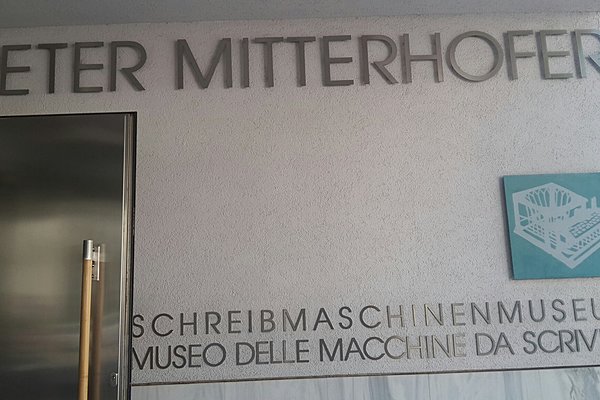 ETER MITTERHOFER
SCHREIBMASCHINENMUSEU
MUSEO DELLE MACCHINE DA SCRIV